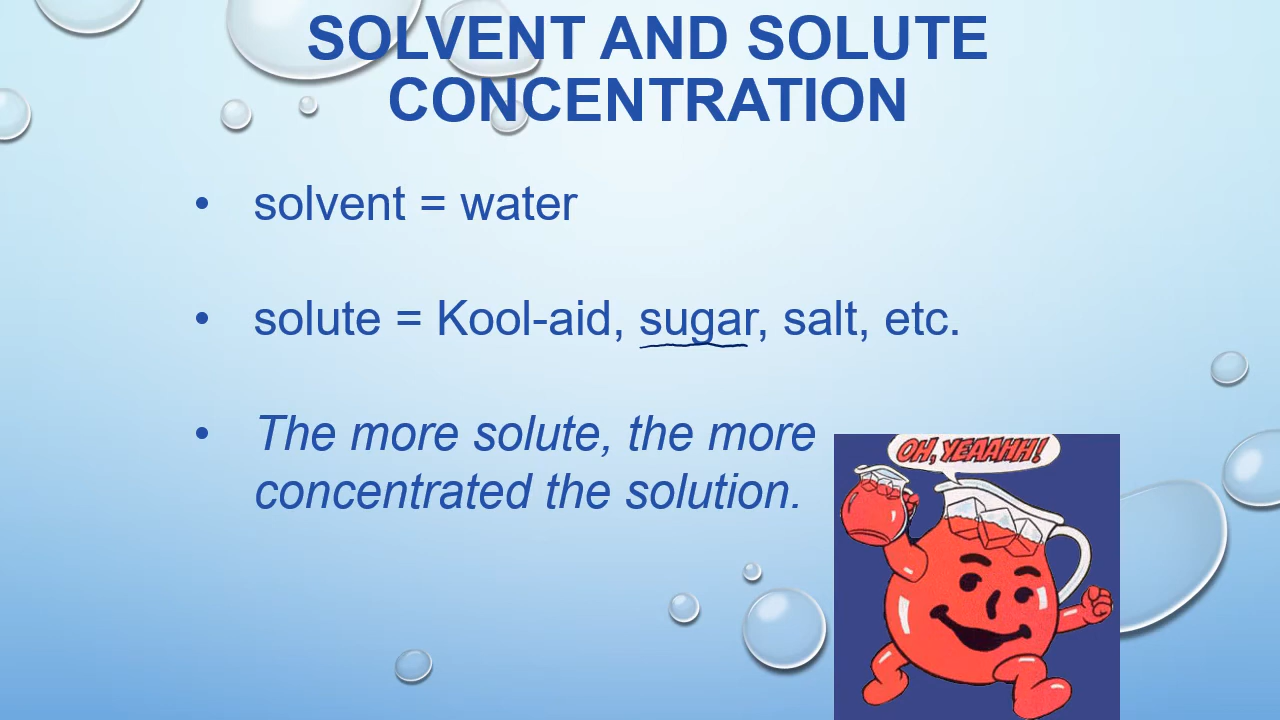 SOLVENT AND SOLUTE
CONCENTRATION
• solvent = water
• solute = Kool-aid, sugar, salt, etc.
• The more solute, the more
concentrated the solution.
OH, YEAAHH!